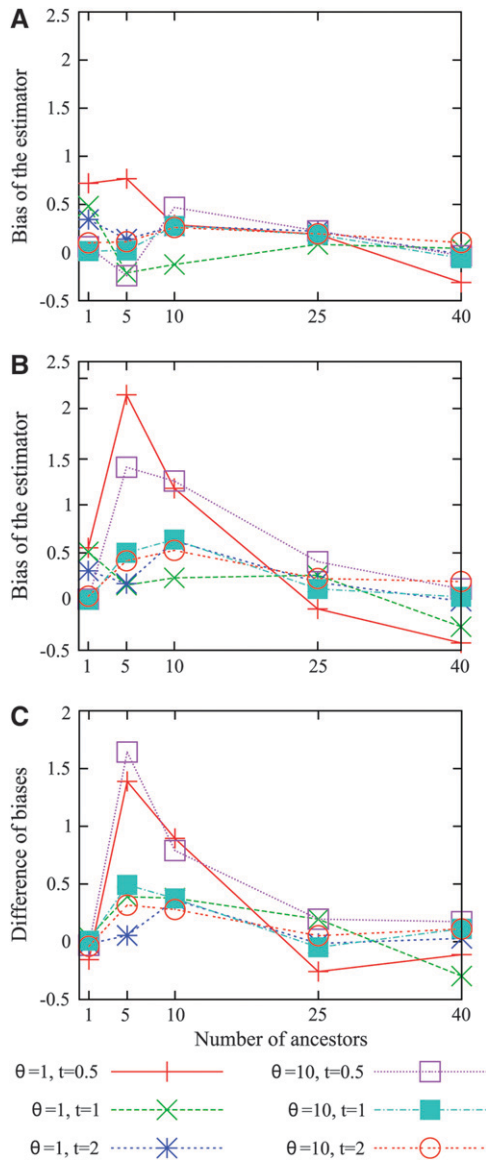 A
Bias of the estimator
2.5
2
1.5
1
0.5
0
-0.5
1 5 10 25 40
B
Bias of the estimator
2.5
2
1.5
1
0.5
0
-0.5
1 5 10 25 40
C
Difference of biases
2
1.5
1
0.5
0
-0.5
1 5 10 25 40
Number of ancestors
θ=1, t=0.5 θ=10, t=0.5
θ=1, t=1 θ=10, t=1
θ=1, t=2 θ=10, t=2